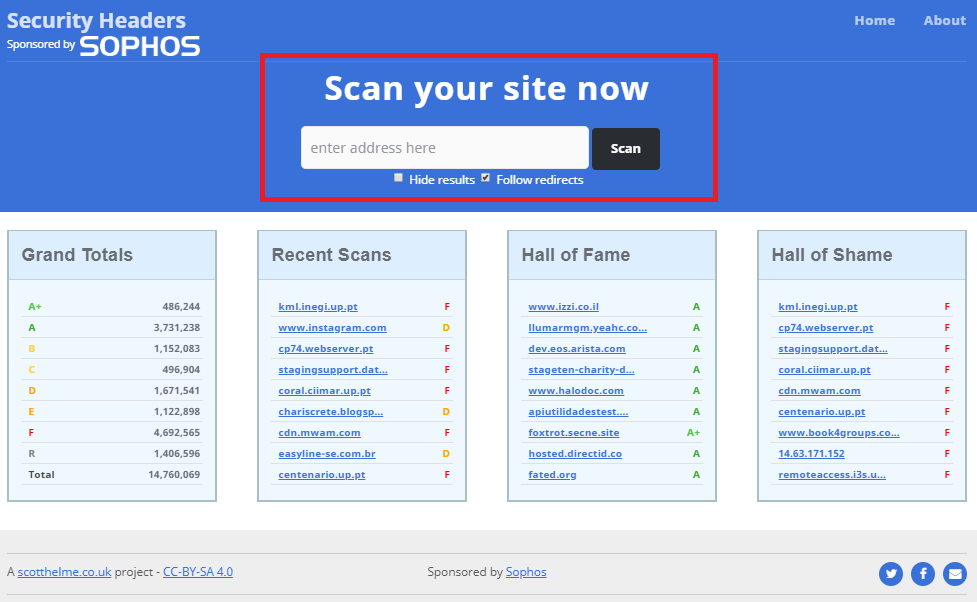 Security Headers
Sponsored by SOPHOS
Home About
Scan your site now
enter address here
Scan
Hide results Follow redirects
Grand Totals
A+ 486,244
A 3,731,238
B 1,152,083
C 496,904
D 1,671,541
E 1,122,898
F 4,692,565
R 1,406,596
Total 14,760,069
Recent Scans
kml.inegi.up.pt F
www.instagram.com D
cp74.webserver.pt F
stagingsupport.dat... F
coral.ciimar.up.pt F
chariscrete.blogsp... D
cdn.mwam.com F
easyline-se.com.br D
centenario.up.pt F
Hall of Fame
www.izzi.co.il A
llumarmgm.yeahc.co... A
dev.eos.arista.com A
stageten-charity-d... A
www.halodoc.com A
apiutilidadestest.... A
foxtrot.secne.site A+
hosted.directid.co A
fated.org A
Hall of Shame
kml.inegi.up.pt F
cp74.webserver.pt F
stagingsupport.dat... F
coral.ciimar.up.pt F
cdn.mwam.com F
centenario.up.pt F
www.book4groups.co... F
14.63.171.152 F
remoteaccess.i3s.u... F
A scotthelme.co.uk project - CC-BY-SA 4.0
Sponsored by Sophos